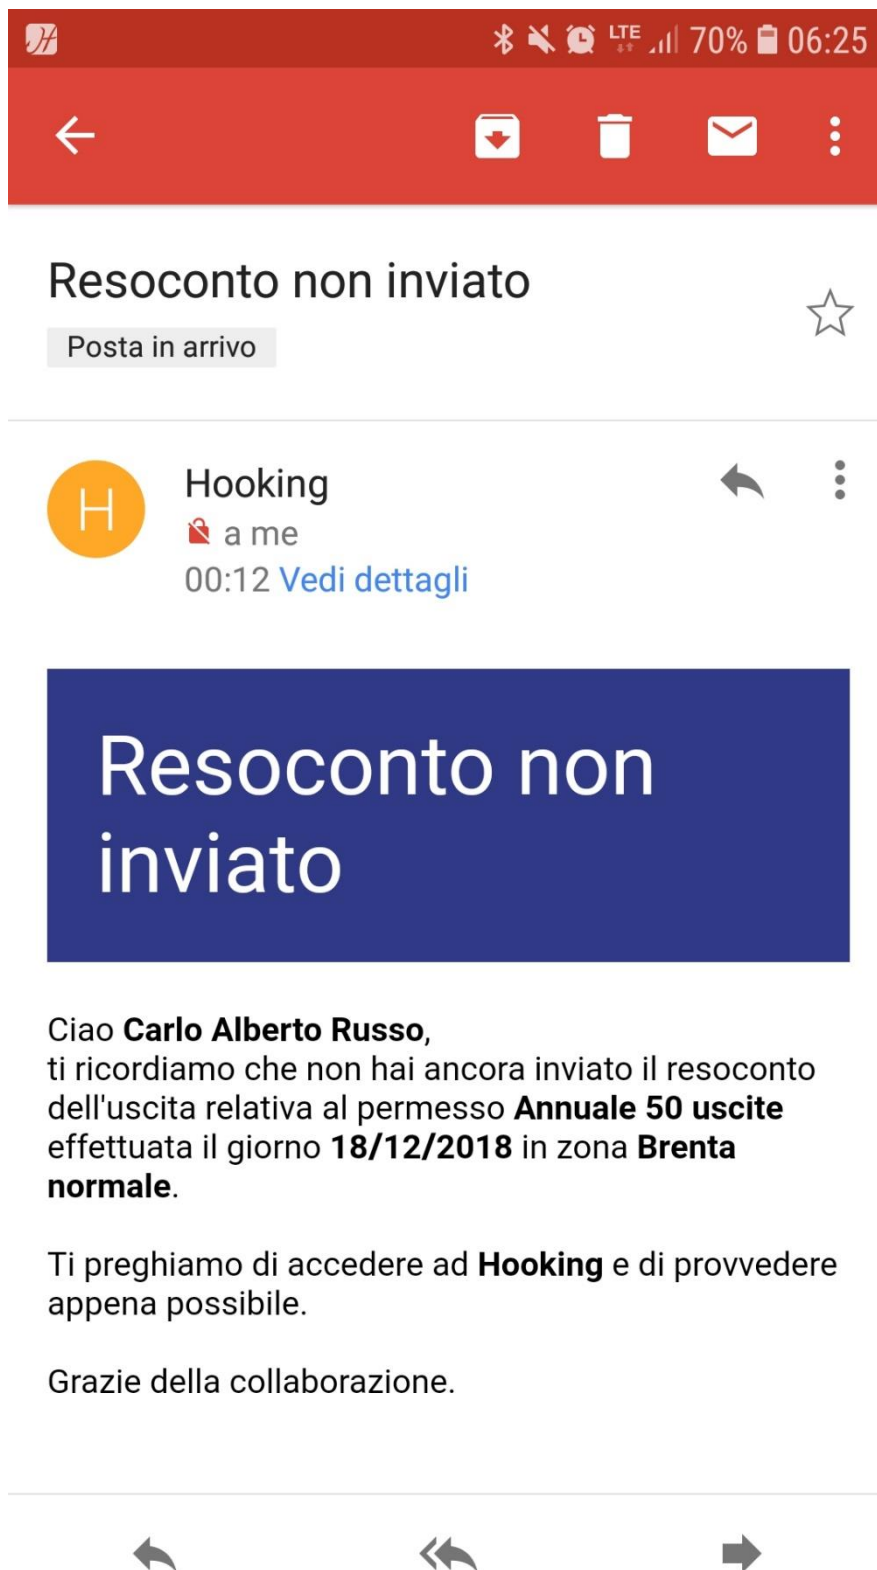 LTE 70% 06:25
Resoconto non inviato
Posta in arrivo
H
Hooking
a me
00:12 Vedi dettagli
Resoconto non
inviato
Ciao Carlo Alberto Russo,
ti ricordiamo che non hai ancora inviato il resoconto
dell'uscita relativa al permesso Annuale 50 uscite
effettuata il giorno 18/12/2018 in zona Brenta
normale.
Ti preghiamo di accedere ad Hooking e di provvedere
appena possibile.
Grazie della collaborazione.